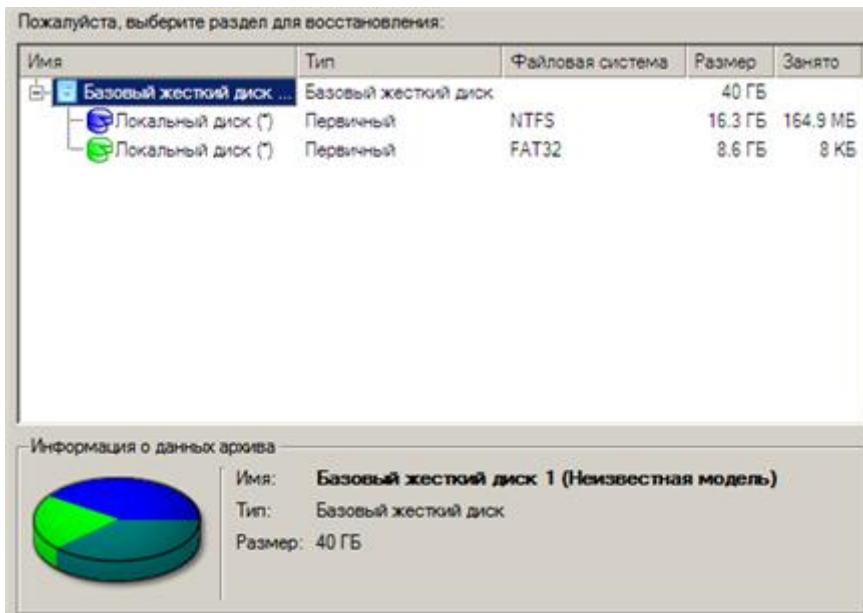 Пожалуйста, выберите раздел для восстановления:
Имя Тип Файловая система Размер Занято
Базовый жесткий диск ... Базовый жесткий диск 40 ГБ
Локальный диск (*) Первичный NTFS 16.3 ГБ 164.9 МБ
Локальный диск (*) Первичный FAT32 8.6 ГБ 8 КБ
Информация о данных архива
Имя: Базовый жесткий диск 1 (Неизвестная модель)
Тип: Базовый жесткий диск
Размер: 40 ГБ